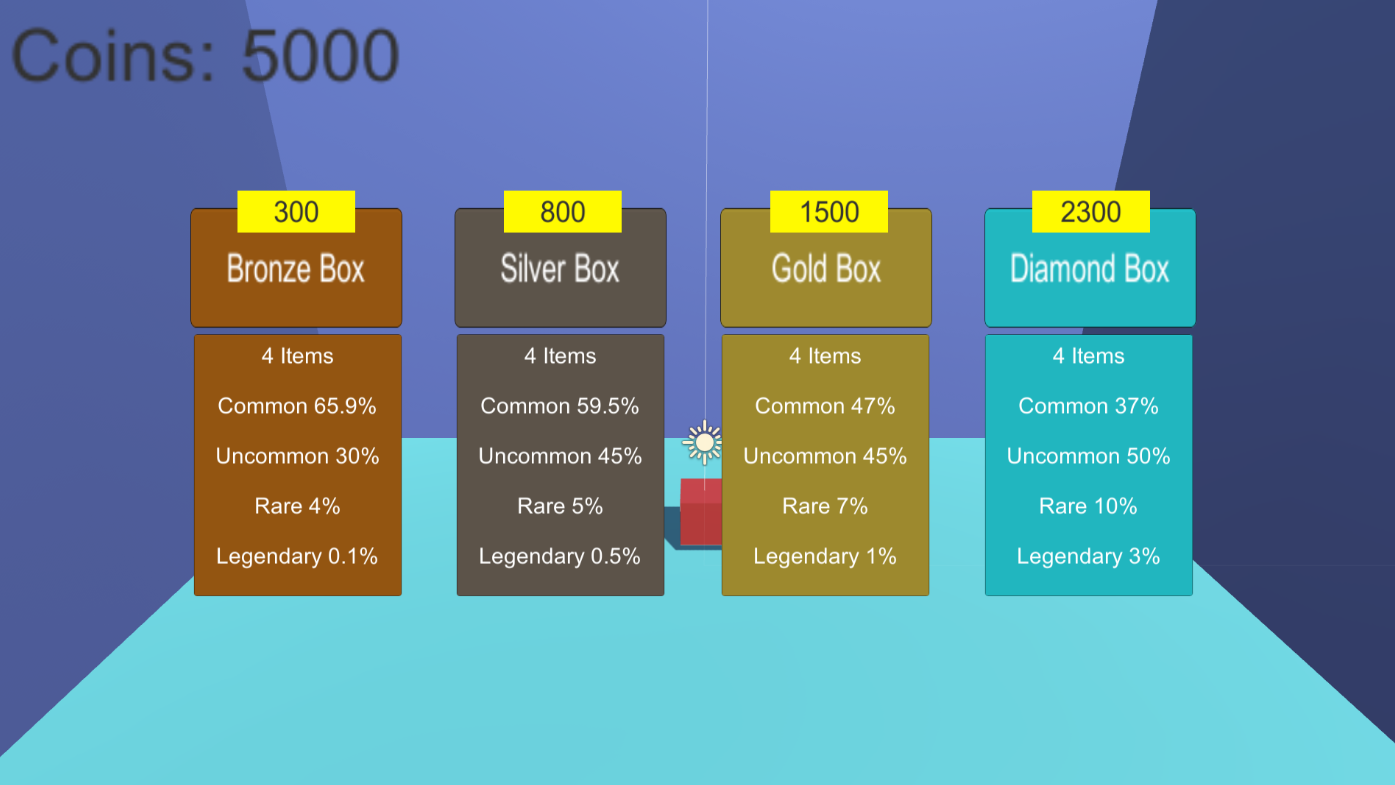 Coins: 5000
300
Bronze Box
4 Items
Common 65.9%
Uncommon 30%
Rare 4%
Legendary 0.1%
800
Silver Box
4 Items
Common 59.5%
Uncommon 45%
Rare 5%
Legendary 0.5%
1500
Gold Box
4 Items
Common 47%
Uncommon 45%
Rare 7%
Legendary 1%
2300
Diamond Box
4 Items
Common 37%
Uncommon 50%
Rare 10%
Legendary 3%